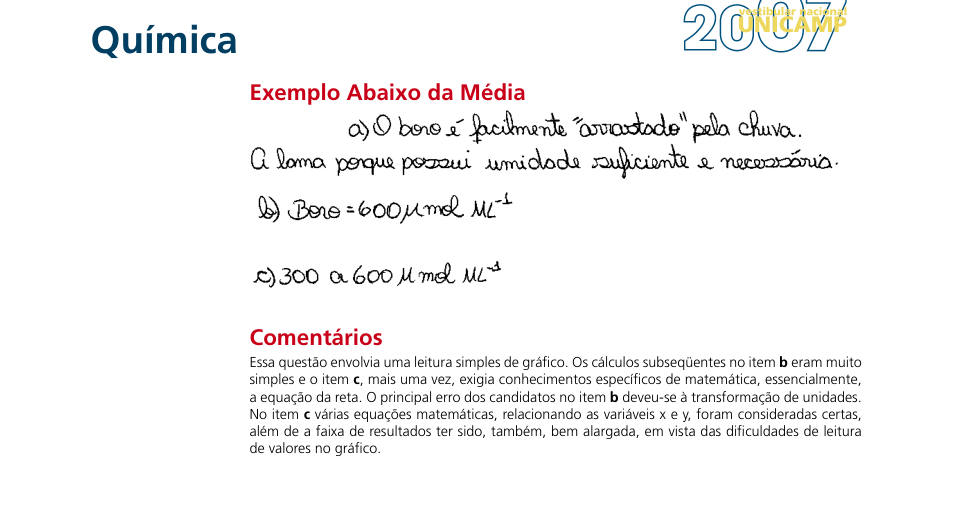 Química
2007
vestibular nacional
UNICAMP
Exemplo Abaixo da Média
a) O boro é facilmente "arrastado" pela chuva.
A lama porque possui umidade suficiente e necessária.
b) Boro = 600 μ mol ML⁻¹
c) 300 a 600 μ mol ML⁻¹
Comentários
Essa questão envolvia uma leitura simples de gráfico. Os cálculos subseqüentes no item b eram muito
simples e o item c, mais uma vez, exigia conhecimentos específicos de matemática, essencialmente,
a equação da reta. O principal erro dos candidatos no item b deveu-se à transformação de unidades.
No item c várias equações matemáticas, relacionando as variáveis x e y, foram consideradas certas,
além de a faixa de resultados ter sido, também, bem alargada, em vista das dificuldades de leitura
de valores no gráfico.